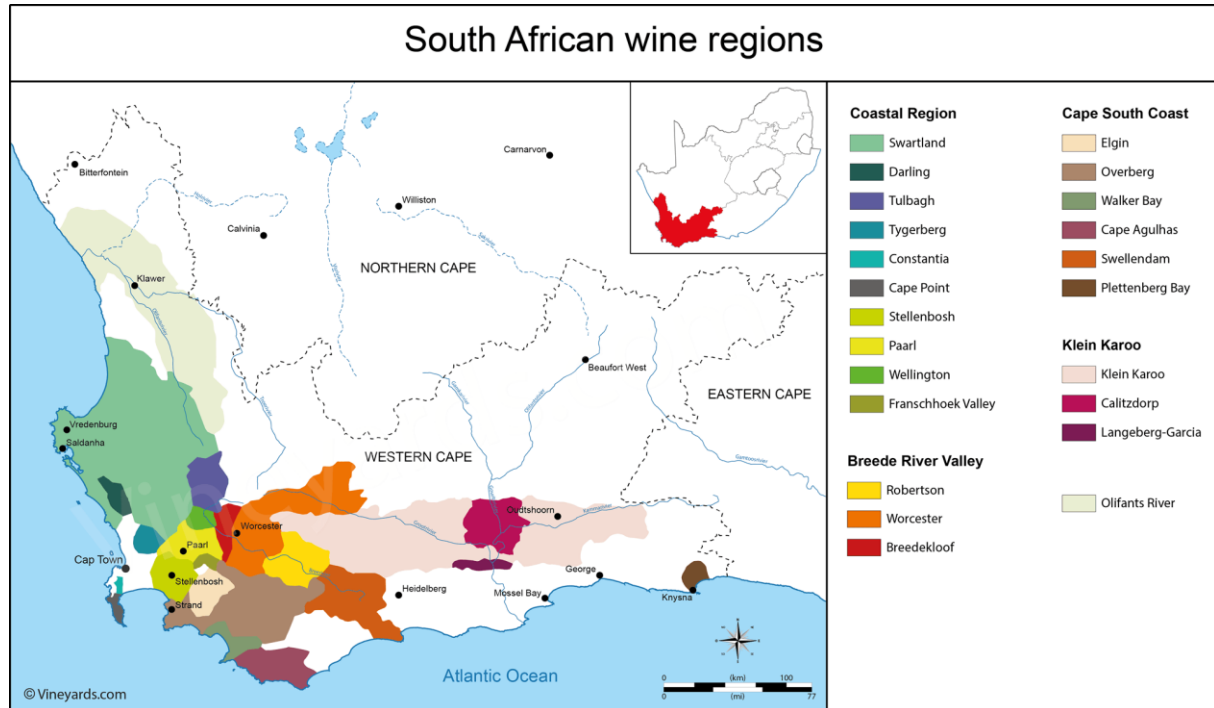 South African wine regions
Bitterfontein
Carnarvon
Williston
Calvinia
NORTHERN CAPE
Klawer
Beaufort West
EASTERN CAPE
Vredenburg
Saldanha
WESTERN CAPE
Oudtshoorn
Worcester
Paarl
Cap Town
Stellenbosh
Strand
Heidelberg
George
Mossel Bay
Knysna
Atlantic Ocean
0 (km) 100
0 (mi) 77
© Vineyards.com
Coastal Region
Swartland
Darling
Tulbagh
Tygerberg
Constantia
Cape Point
Stellenbosh
Paarl
Wellington
Franschhoek Valley
Breede River Valley
Robertson
Worcester
Breedekloof
Cape South Coast
Elgin
Overberg
Walker Bay
Cape Agulhas
Swellendam
Plettenberg Bay
Klein Karoo
Klein Karoo
Calitzdorp
Langeberg-Garcia
Olifants River